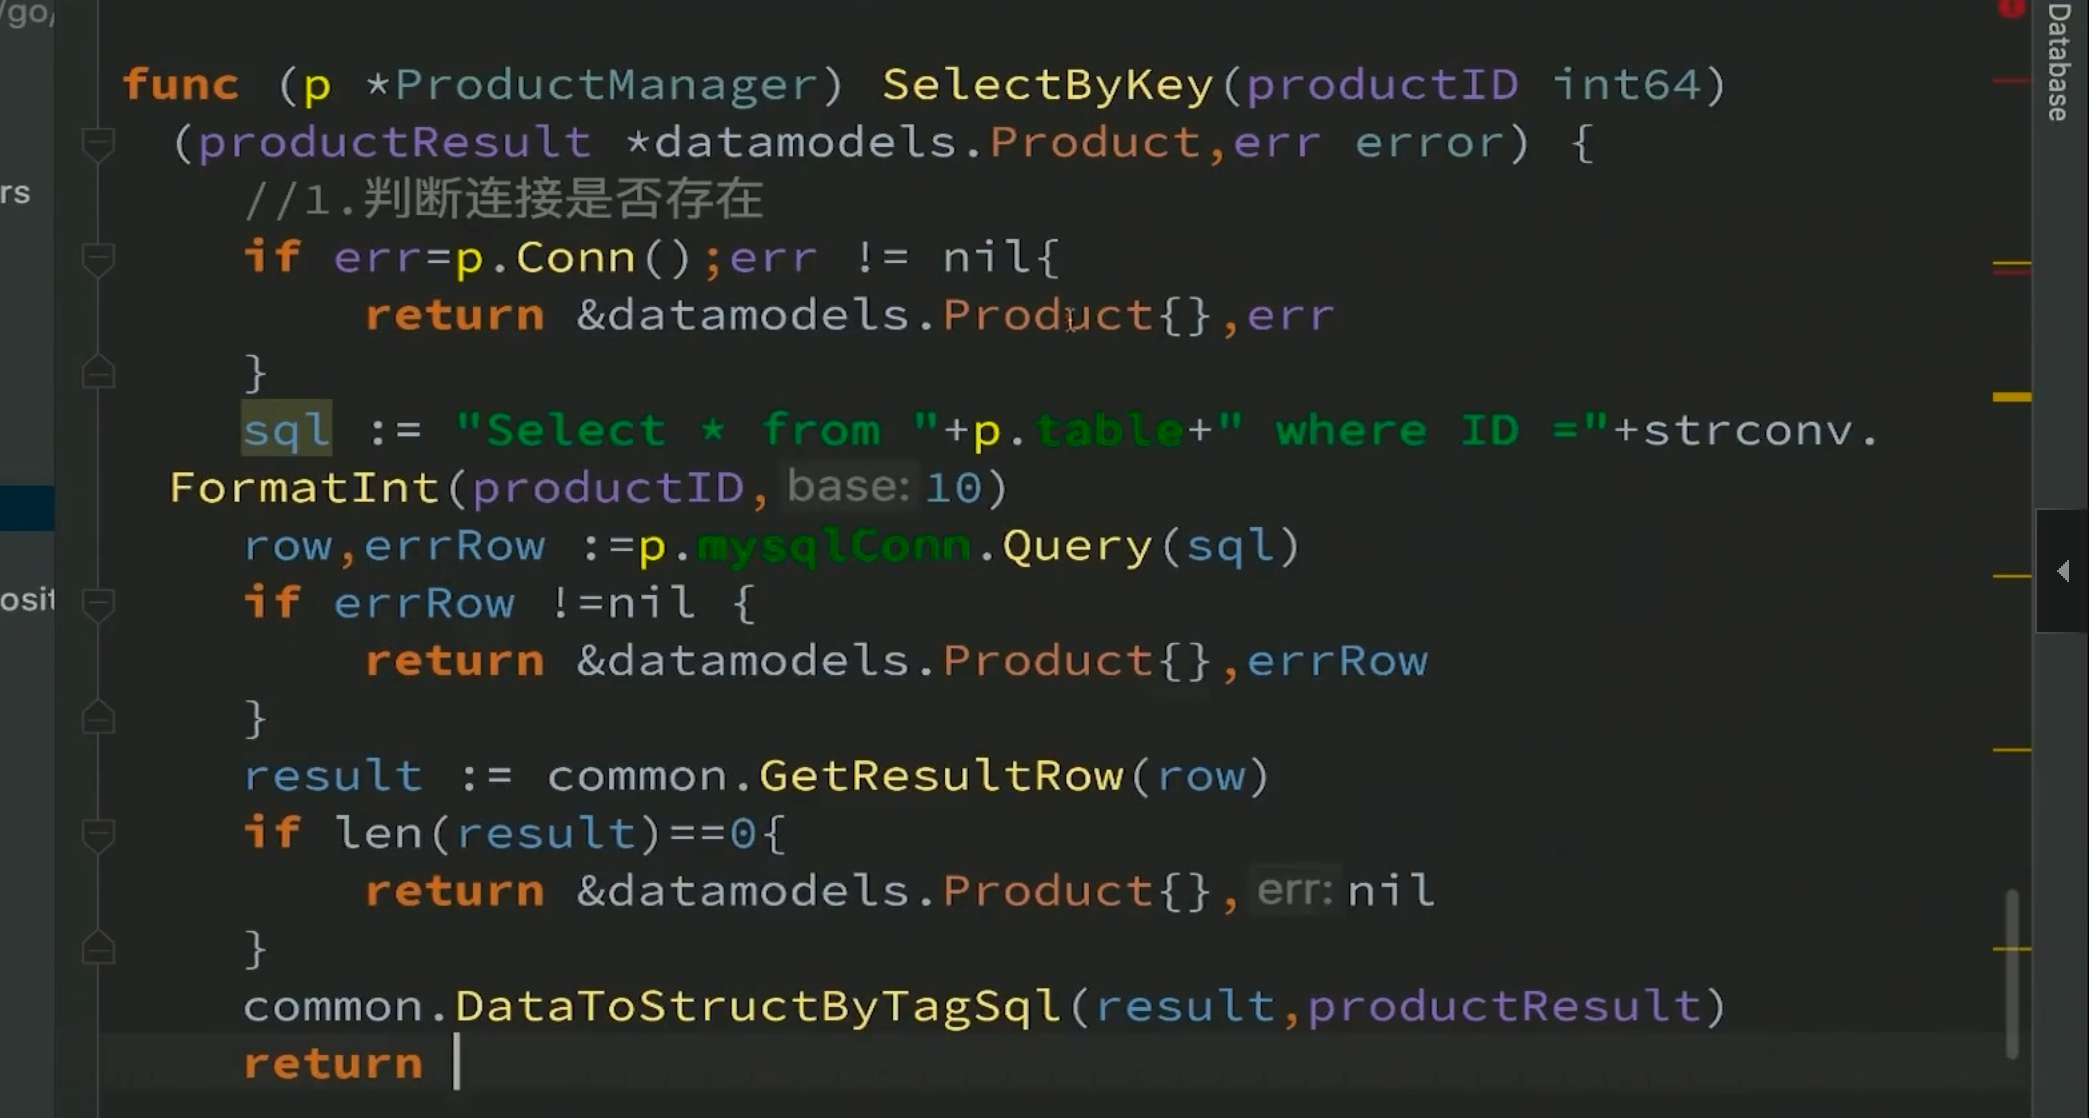 /go/
rs
osit
Database
func (p *ProductManager) SelectByKey(productID int64)
(productResult *datamodels.Product,err error) {
//1.判断连接是否存在
if err=p.Conn();err != nil{
return &datamodels.Product{},err
}
sql := "Select * from "+p.table+" where ID ="+strconv.
FormatInt(productID, base: 10)
row,errRow :=p.mysqlConn.Query(sql)
if errRow !=nil {
return &datamodels.Product{},errRow
}
result := common.GetResultRow(row)
if len(result)==0{
return &datamodels.Product{}, err: nil
}
common.DataToStructByTagSql(result,productResult)
return